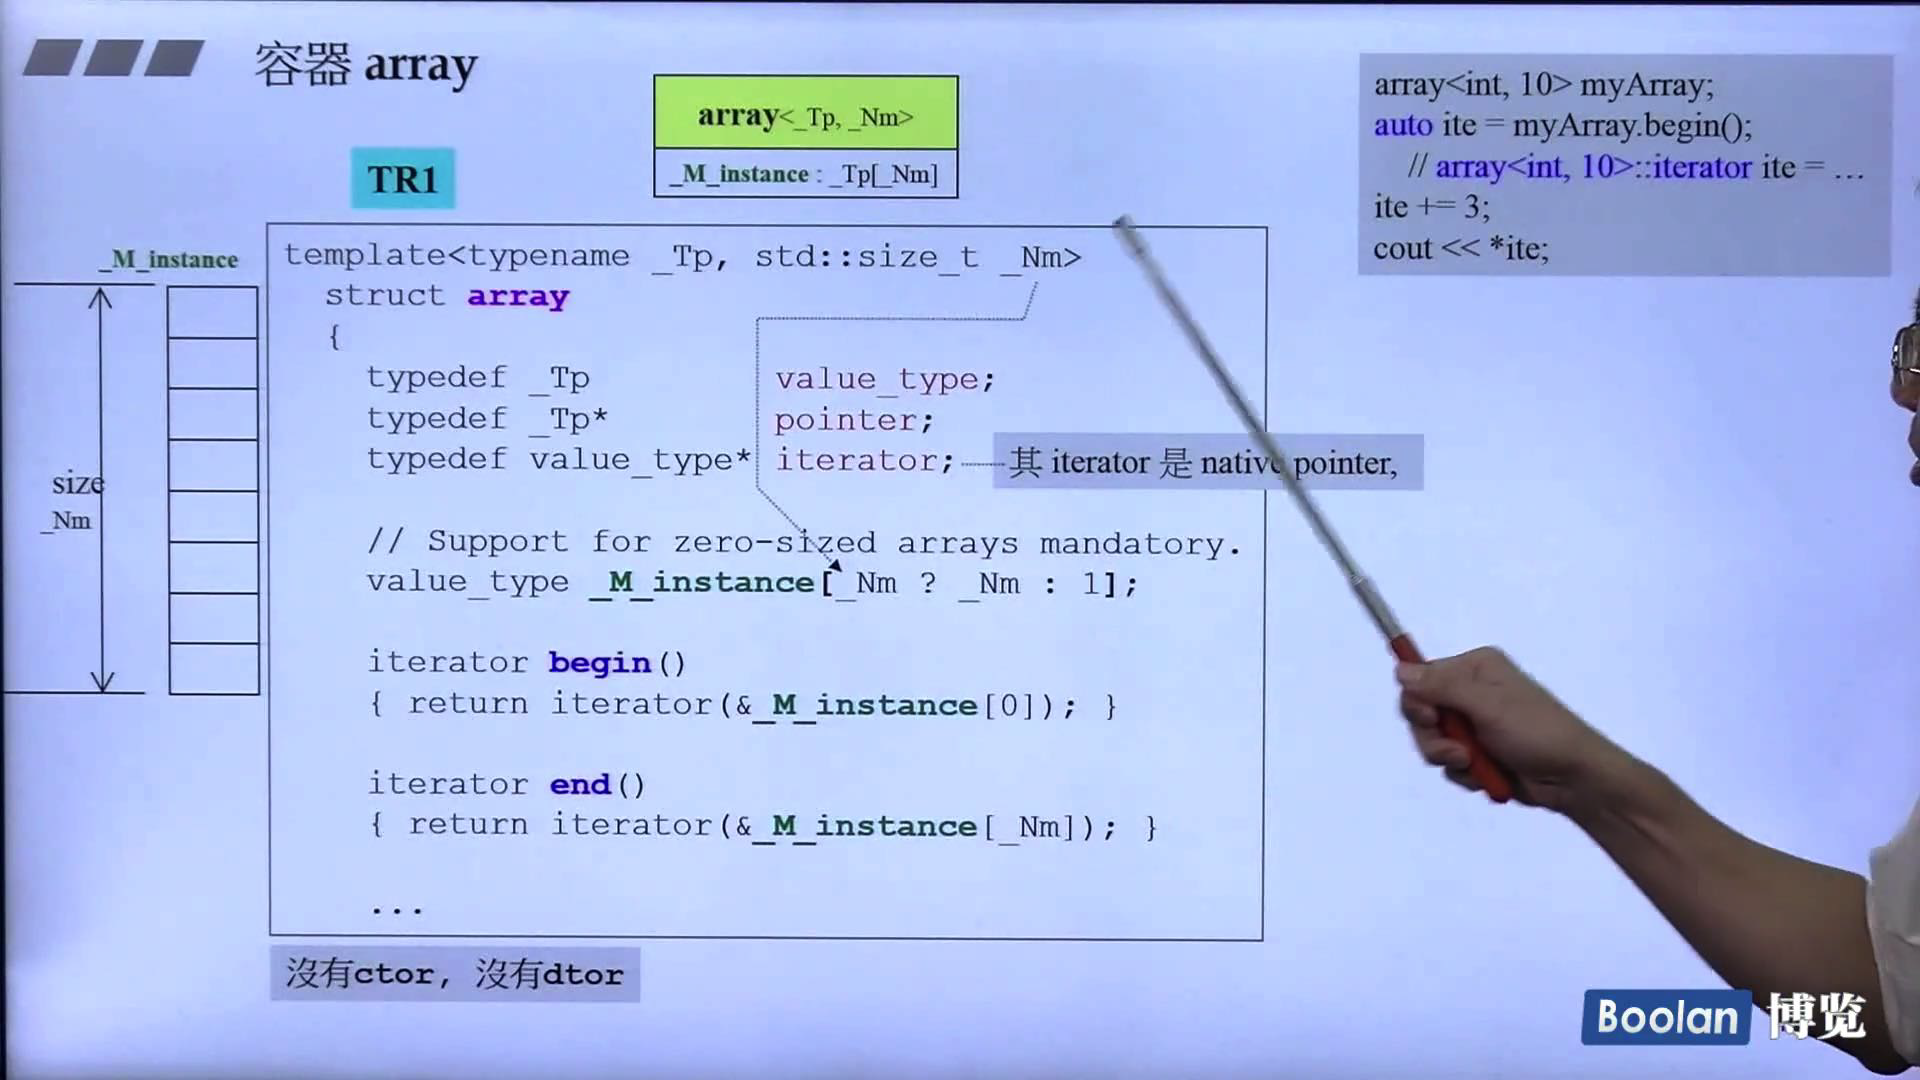 容器 array
array<_Tp, _Nm>
_M_instance : _Tp[_Nm]
TR1
array<int, 10> myArray;
auto ite = myArray.begin();
// array<int, 10>::iterator ite = …
ite += 3;
cout << *ite;
_M_instance
size
_Nm
template<typename _Tp, std::size_t _Nm>
struct array
{
typedef _Tp value_type;
typedef _Tp* pointer;
typedef value_type* iterator;
其 iterator 是 native pointer,
// Support for zero-sized arrays mandatory.
value_type _M_instance[_Nm ? _Nm : 1];
iterator begin()
{ return iterator(&_M_instance[0]); }
iterator end()
{ return iterator(&_M_instance[_Nm]); }
...
沒有ctor, 沒有dtor
Boolan 博览